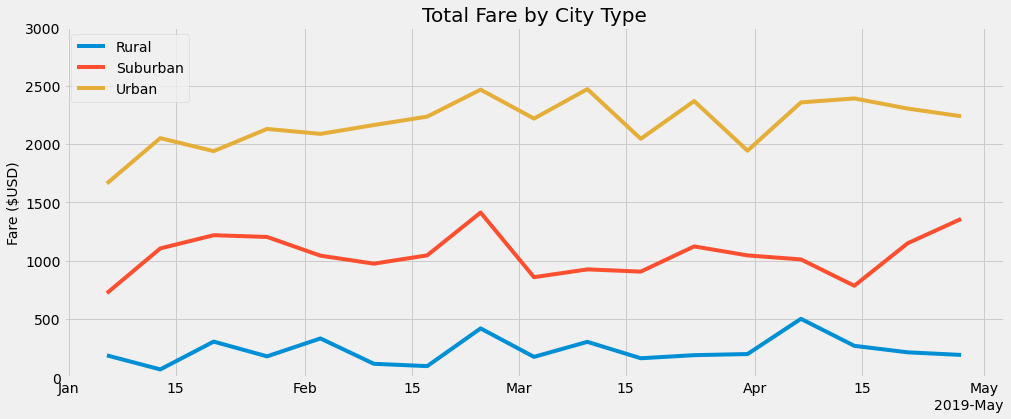 Total Fare by City Type
3000
2500
2000
1500
1000
500
0
Fare ($USD)
Rural
Suburban
Urban
Jan 15 Feb 15 Mar 15 Apr 15 May
2019-May